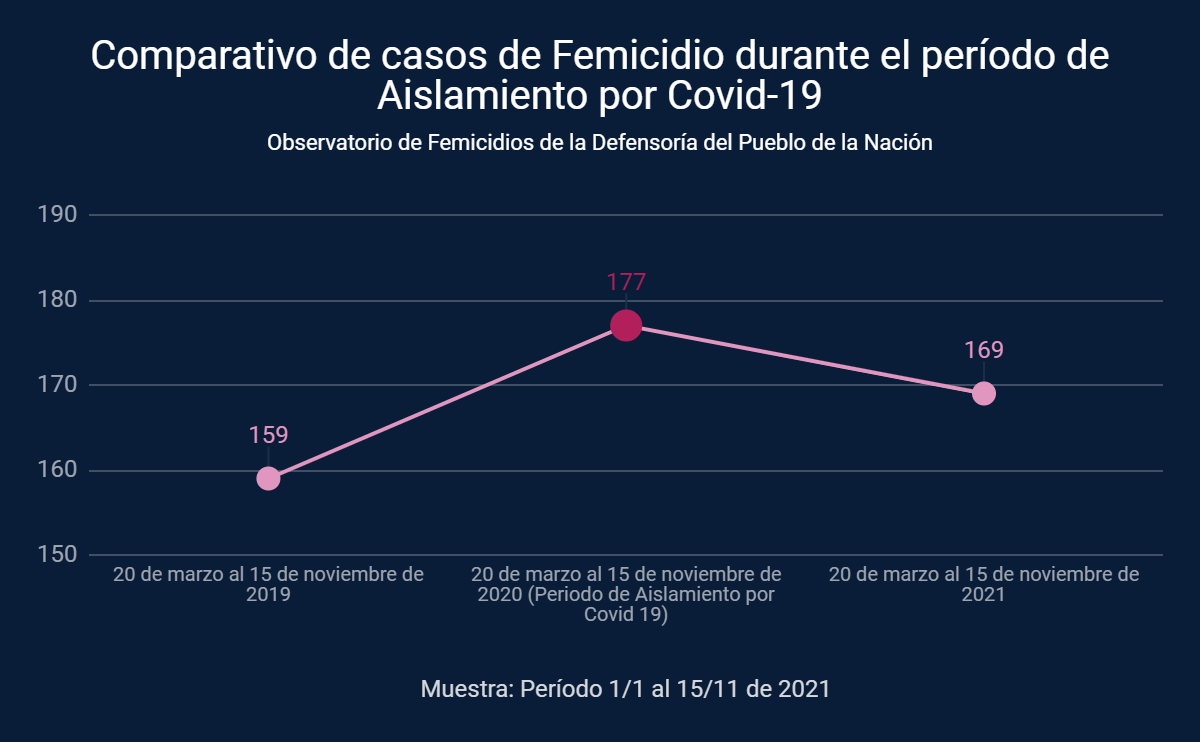 Comparativo de casos de Femicidio durante el período de
Aislamiento por Covid-19
Observatorio de Femicidios de la Defensoría del Pueblo de la Nación
190
180
170
160
150
159
177
169
20 de marzo al 15 de noviembre de
2019
20 de marzo al 15 de noviembre de
2020 (Periodo de Aislamiento por
Covid 19)
20 de marzo al 15 de noviembre de
2021
Muestra: Período 1/1 al 15/11 de 2021